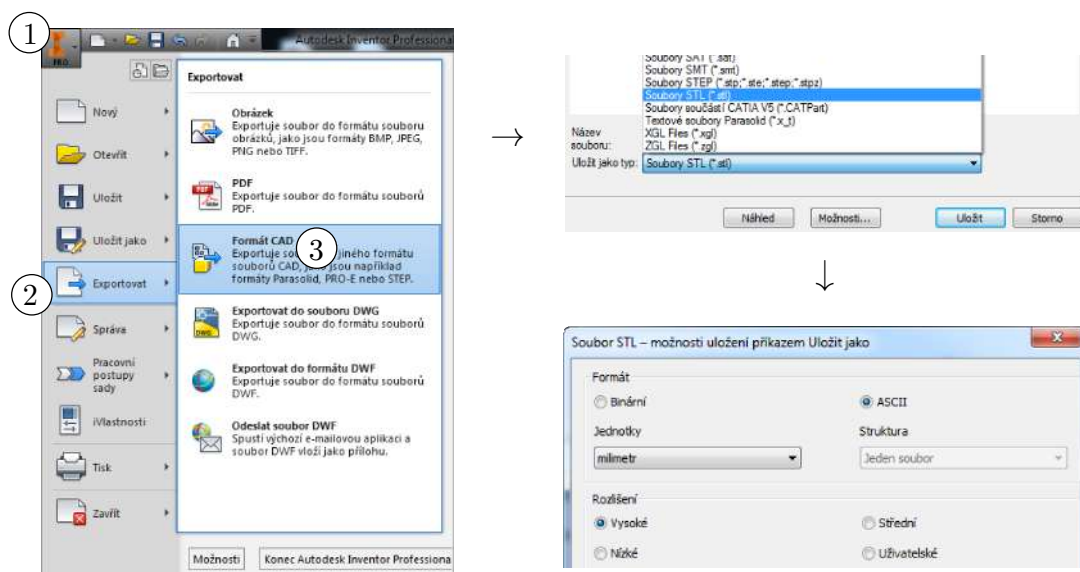 1
PRO
Autodesk Inventor Professiona
Exportovat
Nový
Otevřít
Uložit
Uložit jako
2
Exportovat
Správa
Pracovní
postupy
sady
iVlastnosti
Tisk
Zavřít
Obrázek
Exportuje soubor do formátu souboru
obrázků, jako jsou formáty BMP, JPEG,
PNG nebo TIFF.
PDF
Exportuje soubor do formátu souborů
PDF.
Formát CAD
3
Exportuje sou jiného formátu
souborů CAD, jako jsou například
formáty Parasolid, PRO-E nebo STEP.
Exportovat do souboru DWG
Exportuje soubor do formátu souborů
DWG.
Exportovat do formátu DWF
Exportuje soubor do formátu souborů
DWF.
Odeslat soubor DWF
Spustí výchozí e-mailovou aplikaci a
soubor DWF vloží jako přílohu.
Možnosti
Konec Autodesk Inventor Professiona
→
Soubory SAT (*.sat)
Soubory SMT (*.smt)
Soubory STEP (*.stp;*.ste;*.step;*.stpz)
Soubory STL (*.stl)
Soubory součástí CATIA V5 (*.CATPart)
Textové soubory Parasolid (*.x_t)
XGL Files (*.xgl)
ZGL Files (*.zgl)
Název
souboru:
Uložit jako typ: Soubory STL (*.stl)
Náhled Možnosti... Uložit Storno
↓
Soubor STL – možnosti uložení příkazem Uložit jako
Formát
Binární ASCII
Jednotky Struktura
milimetr Jeden soubor
Rozlišení
Vysoké Střední
Nízké Uživatelské